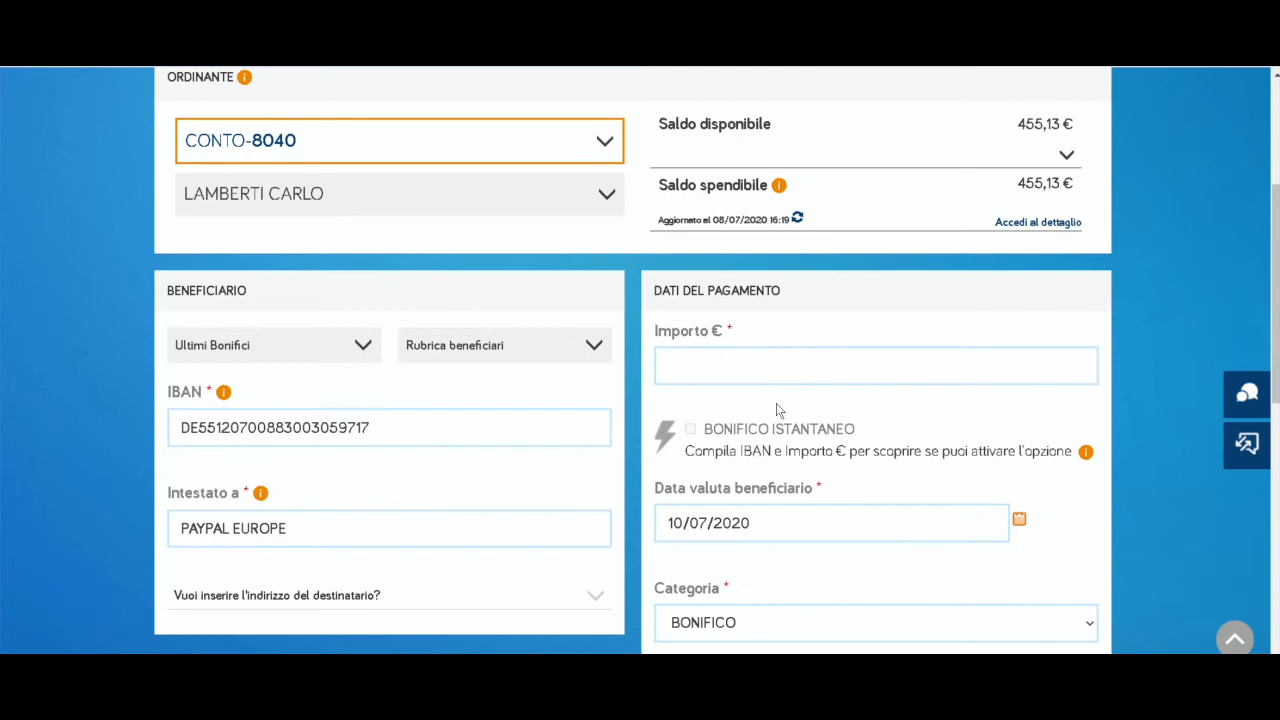 ORDINANTE
CONTO-8040
LAMBERTI CARLO
Saldo disponibile 455,13 €
Saldo spendibile 455,13 €
Aggiornato al 08/07/2020 16:19 Accedi al dettaglio
BENEFICIARIO
Ultimi Bonifici Rubrica beneficiari
IBAN *
DE55120700883003059717
Intestato a *
PAYPAL EUROPE
Vuoi inserire l'indirizzo del destinatario?
DATI DEL PAGAMENTO
Importo € *
BONIFICO ISTANTANEO
Compila IBAN e Importo € per scoprire se puoi attivare l'opzione
Data valuta beneficiario *
10/07/2020
Categoria *
BONIFICO